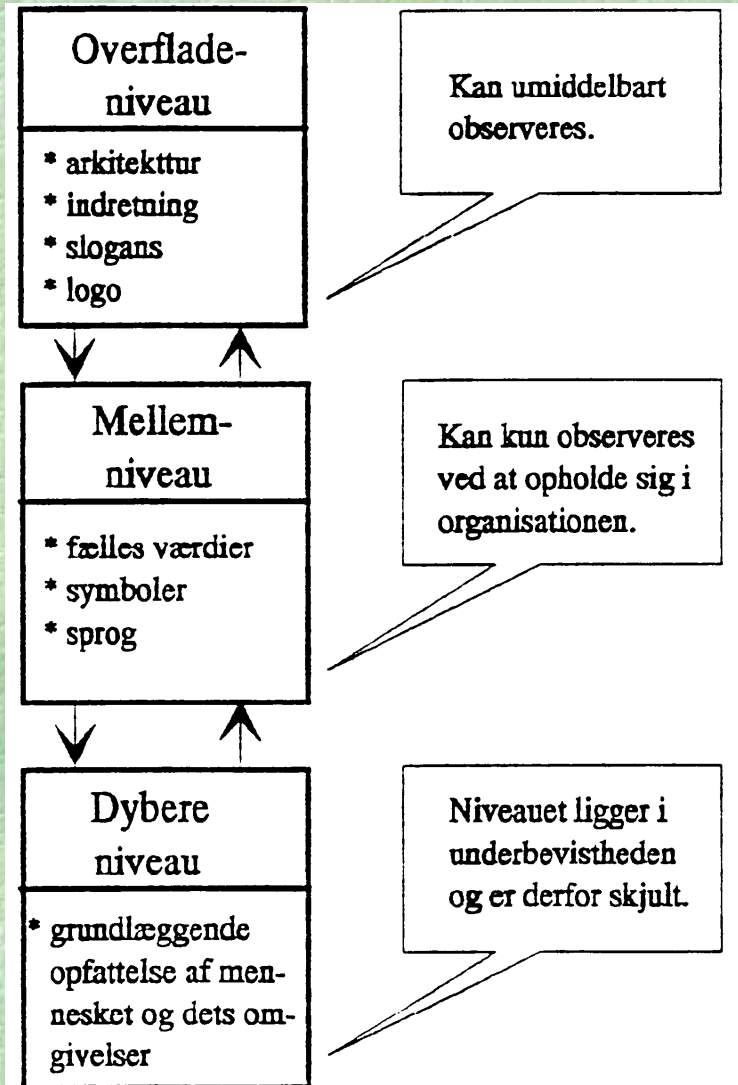 Overflade-
niveau
* arkitekttur
* indretning
* slogans
* logo
Kan umiddelbart
observeres.
Mellem-
niveau
* fælles værdier
* symboler
* sprog
Kan kun observeres
ved at opholde sig i
organisationen.
Dybere
niveau
* grundlæggende
opfattelse af men-
nesket og dets om-
givelser
Niveauet ligger i
underbevistheden
og er derfor skjult.